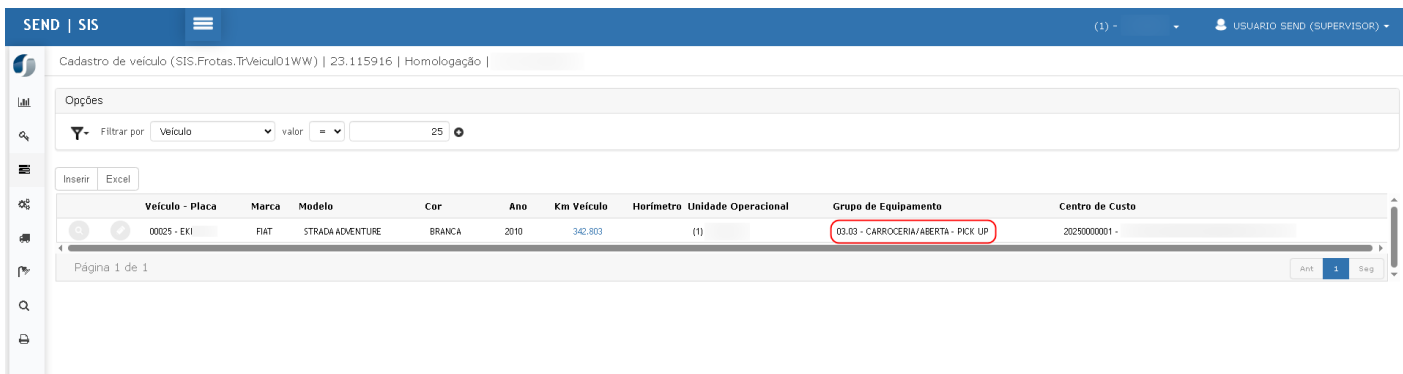 SEND | SIS (1) - USUARIO SEND (SUPERVISOR)
Cadastro de veículo (SIS.Frotas.TrVeicul01WW) | 23.115916 | Homologação |
Opções
Filtrar por Veículo valor = 25
Inserir Excel
Veículo - Placa Marca Modelo Cor Ano Km Veículo Horímetro Unidade Operacional Grupo de Equipamento Centro de Custo
00025 - EKI FIAT STRADA ADVENTURE BRANCA 2010 342.803 (1) 03.03 - CARROCERIA/ABERTA - PICK UP 20250000001 -
Página 1 de 1 Ant 1 Seg